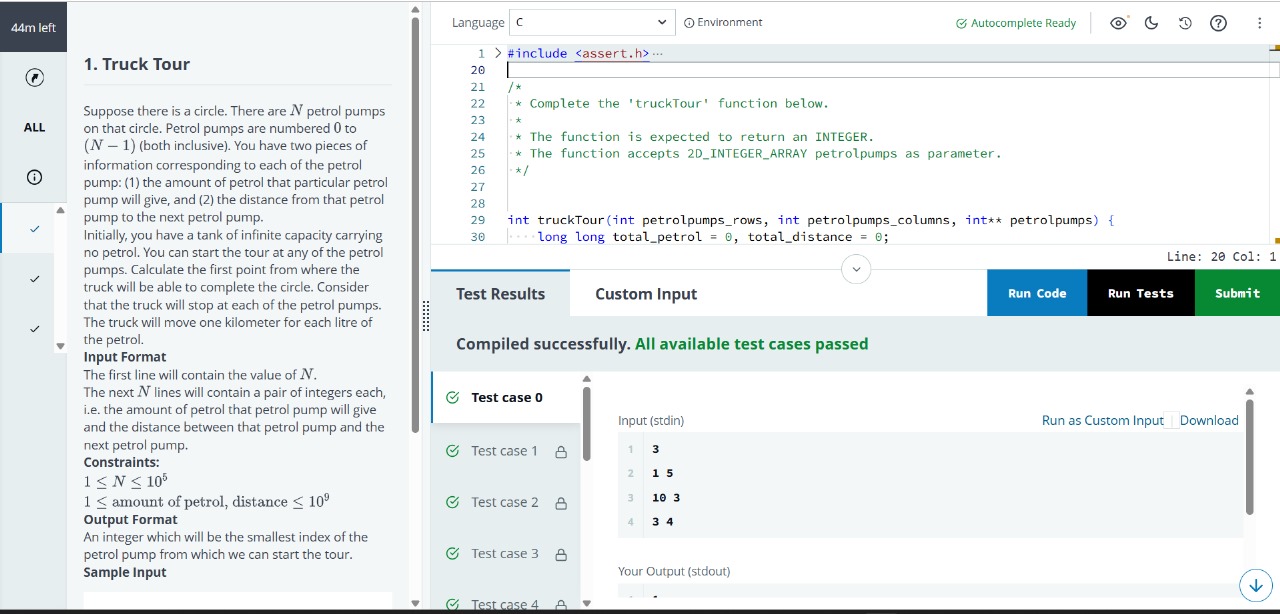 44m left
ALL
1. Truck Tour
Suppose there is a circle. There are N petrol pumps
on that circle. Petrol pumps are numbered 0 to
(N − 1) (both inclusive). You have two pieces of
information corresponding to each of the petrol
pump: (1) the amount of petrol that particular petrol
pump will give, and (2) the distance from that petrol
pump to the next petrol pump.
Initially, you have a tank of infinite capacity carrying
no petrol. You can start the tour at any of the petrol
pumps. Calculate the first point from where the
truck will be able to complete the circle. Consider
that the truck will stop at each of the petrol pumps.
The truck will move one kilometer for each litre of
the petrol.
Input Format
The first line will contain the value of N.
The next N lines will contain a pair of integers each,
i.e. the amount of petrol that petrol pump will give
and the distance between that petrol pump and the
next petrol pump.
Constraints:
1 ≤ N ≤ 10⁵
1 ≤ amount of petrol, distance ≤ 10⁹
Output Format
An integer which will be the smallest index of the
petrol pump from which we can start the tour.
Sample Input
Language C Environment Autocomplete Ready
1 #include <assert.h> ···
20
21 /*
22 * Complete the 'truckTour' function below.
23 *
24 * The function is expected to return an INTEGER.
25 * The function accepts 2D_INTEGER_ARRAY petrolpumps as parameter.
26 */
27
28
29 int truckTour(int petrolpumps_rows, int petrolpumps_columns, int** petrolpumps) {
30 long long total_petrol = 0, total_distance = 0;
Line: 20 Col: 1
Test Results Custom Input Run Code Run Tests Submit
Compiled successfully. All available test cases passed
Test case 0
Test case 1
Test case 2
Test case 3
Test case 4
Input (stdin) Run as Custom Input | Download
1 3
2 1 5
3 10 3
4 3 4
Your Output (stdout)